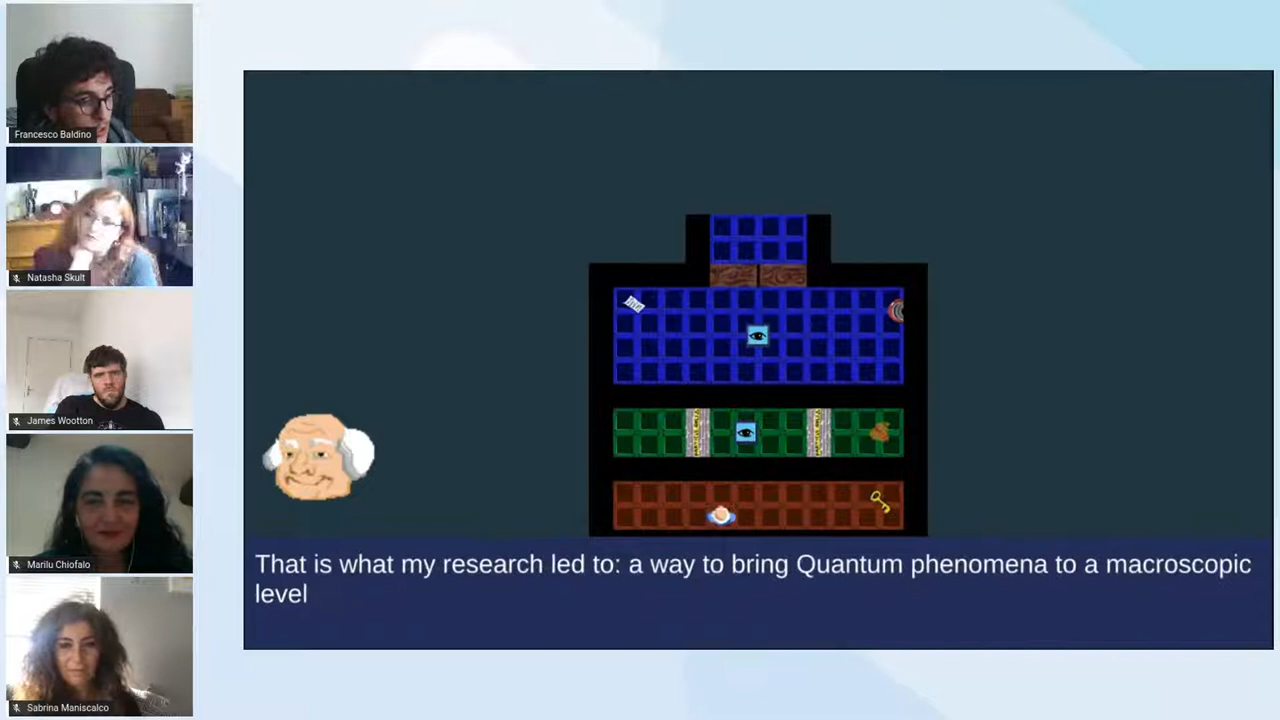 Francesco Baldino
Natasha Skult
James Wootton
Marilu Chiofalo
Sabrina Maniscalco
That is what my research led to: a way to bring Quantum phenomena to a macroscopic
level